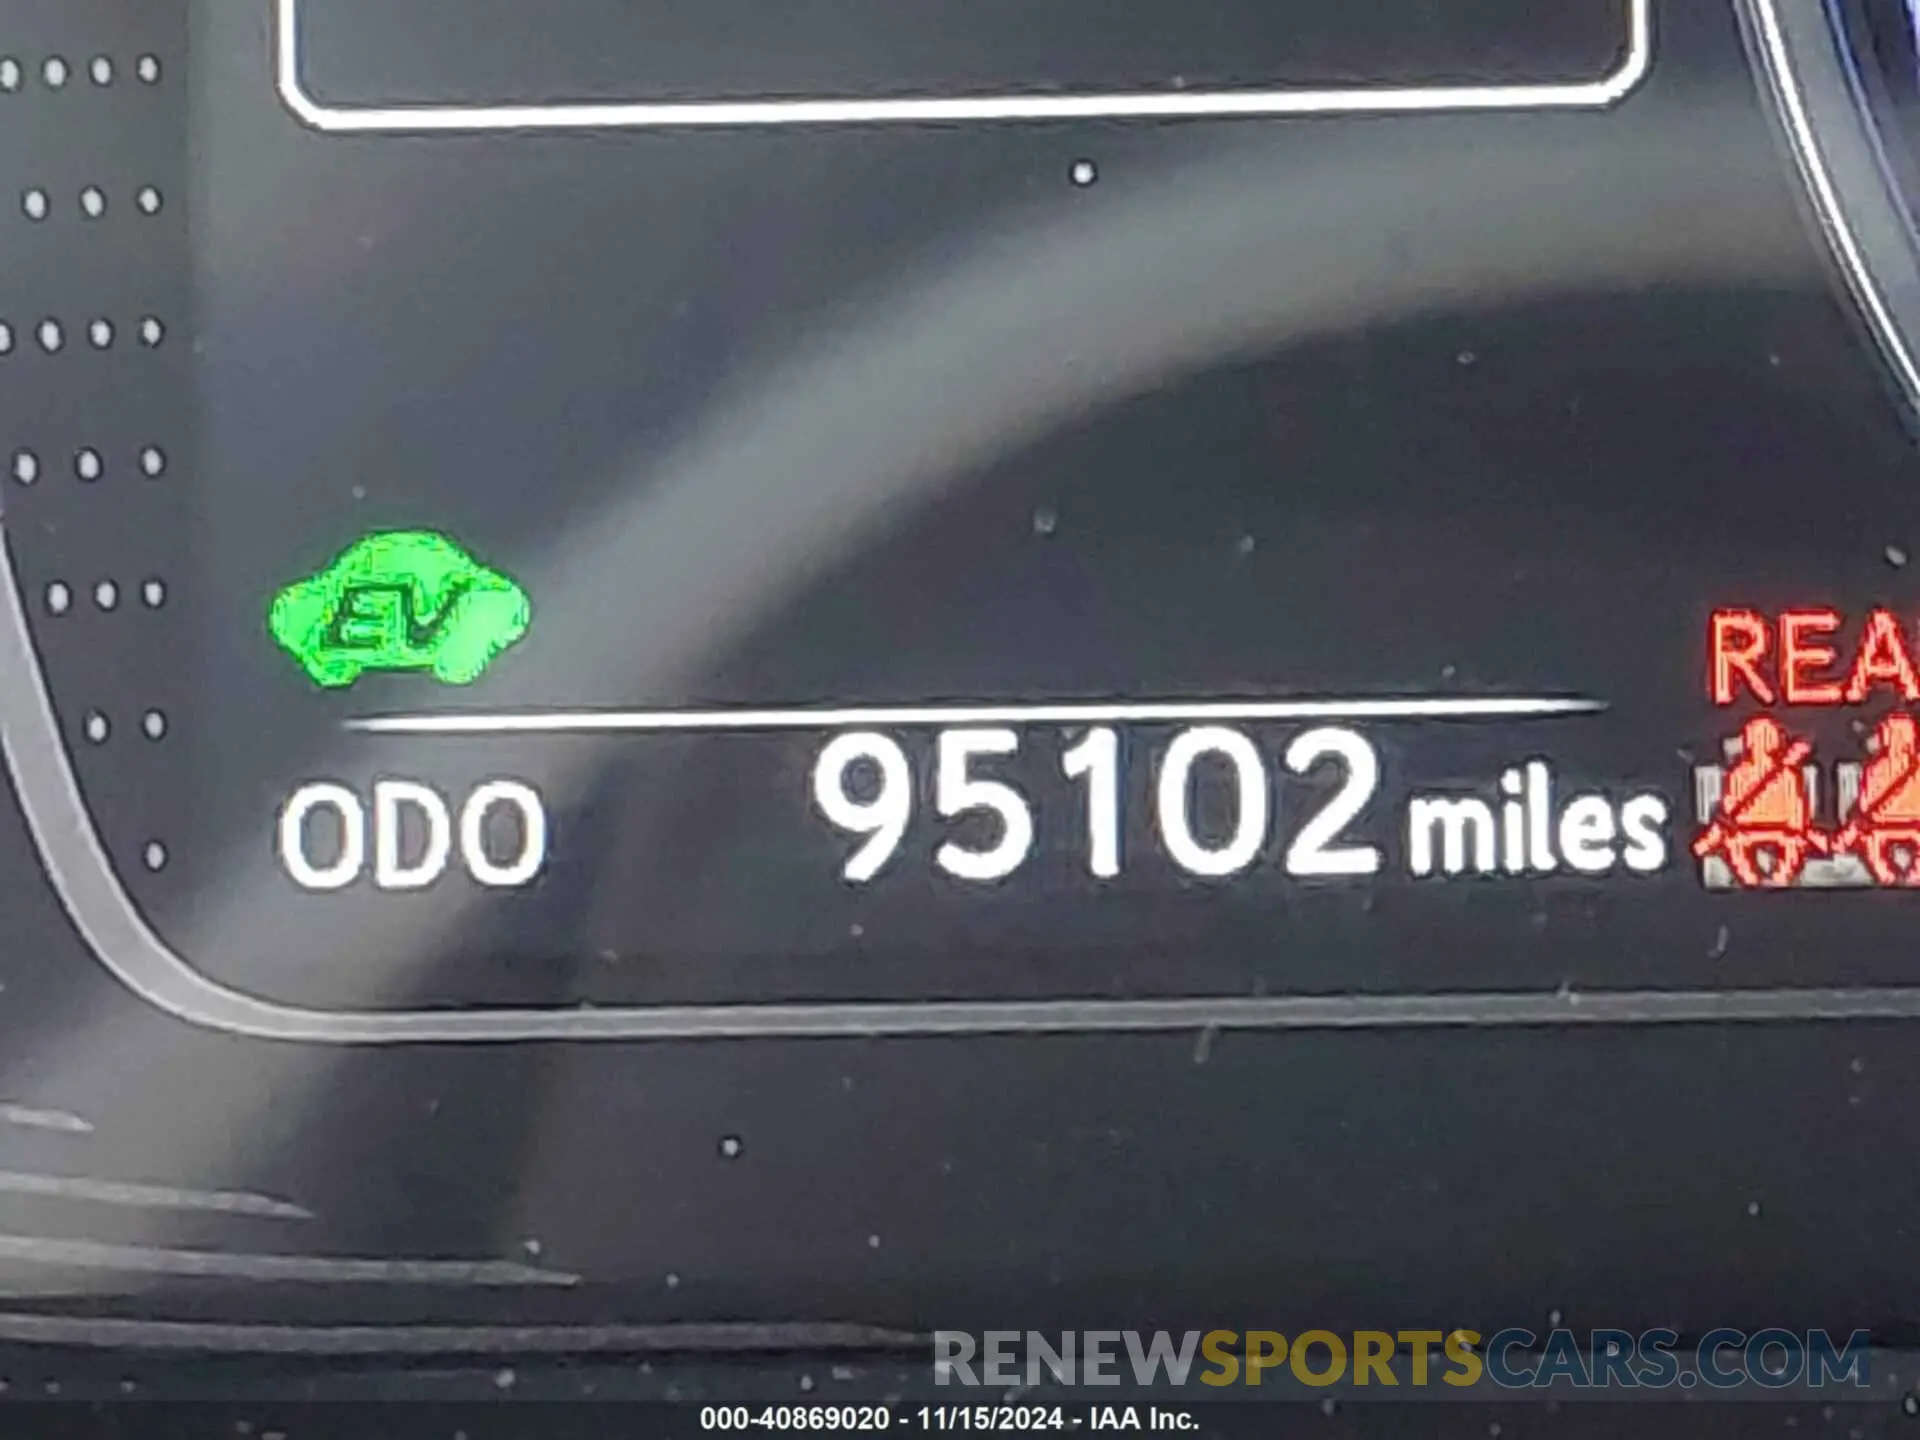 EV
REA
ODO 95102 miles
RENEWSPORTSCARS.COM
000-40869020 - 11/15/2024 - IAA Inc.